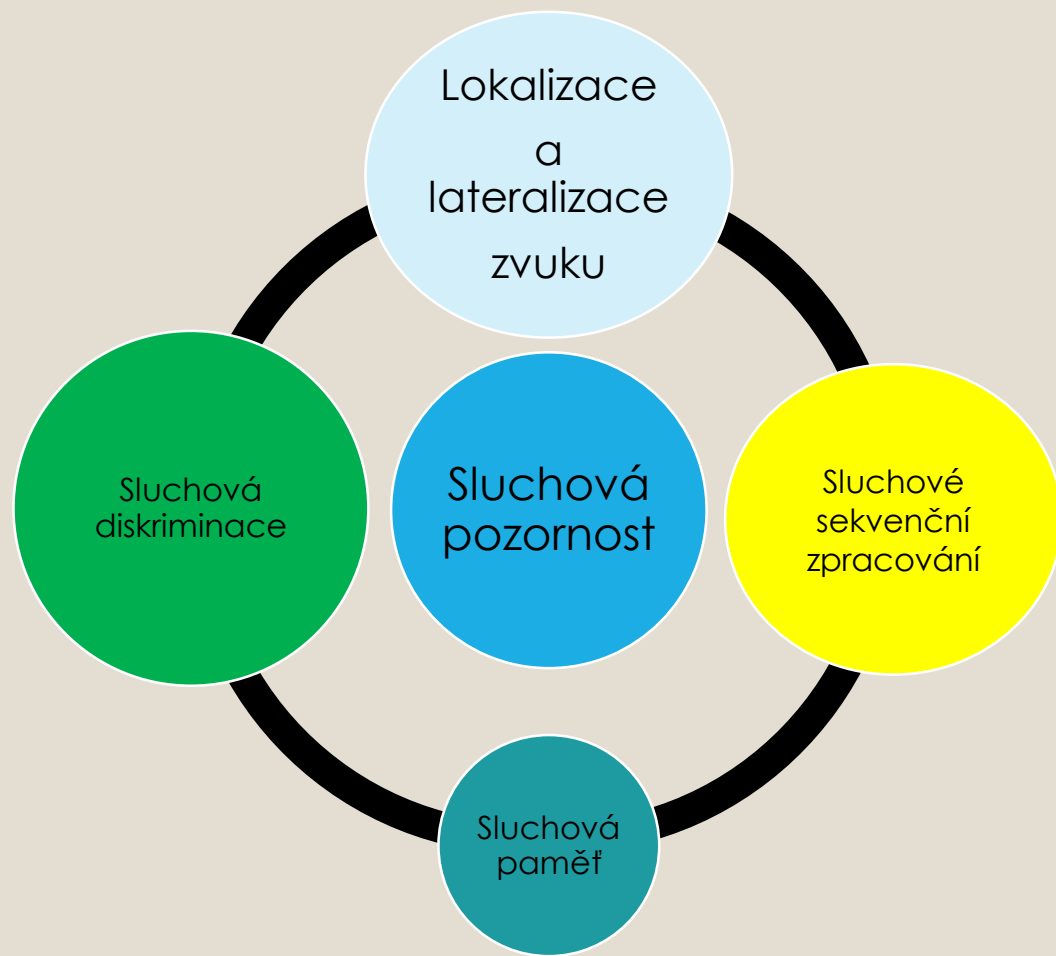 Lokalizace
a
lateralizace
zvuku
Sluchová
diskriminace
Sluchová
pozornost
Sluchové
sekvenční
zpracování
Sluchová
paměť